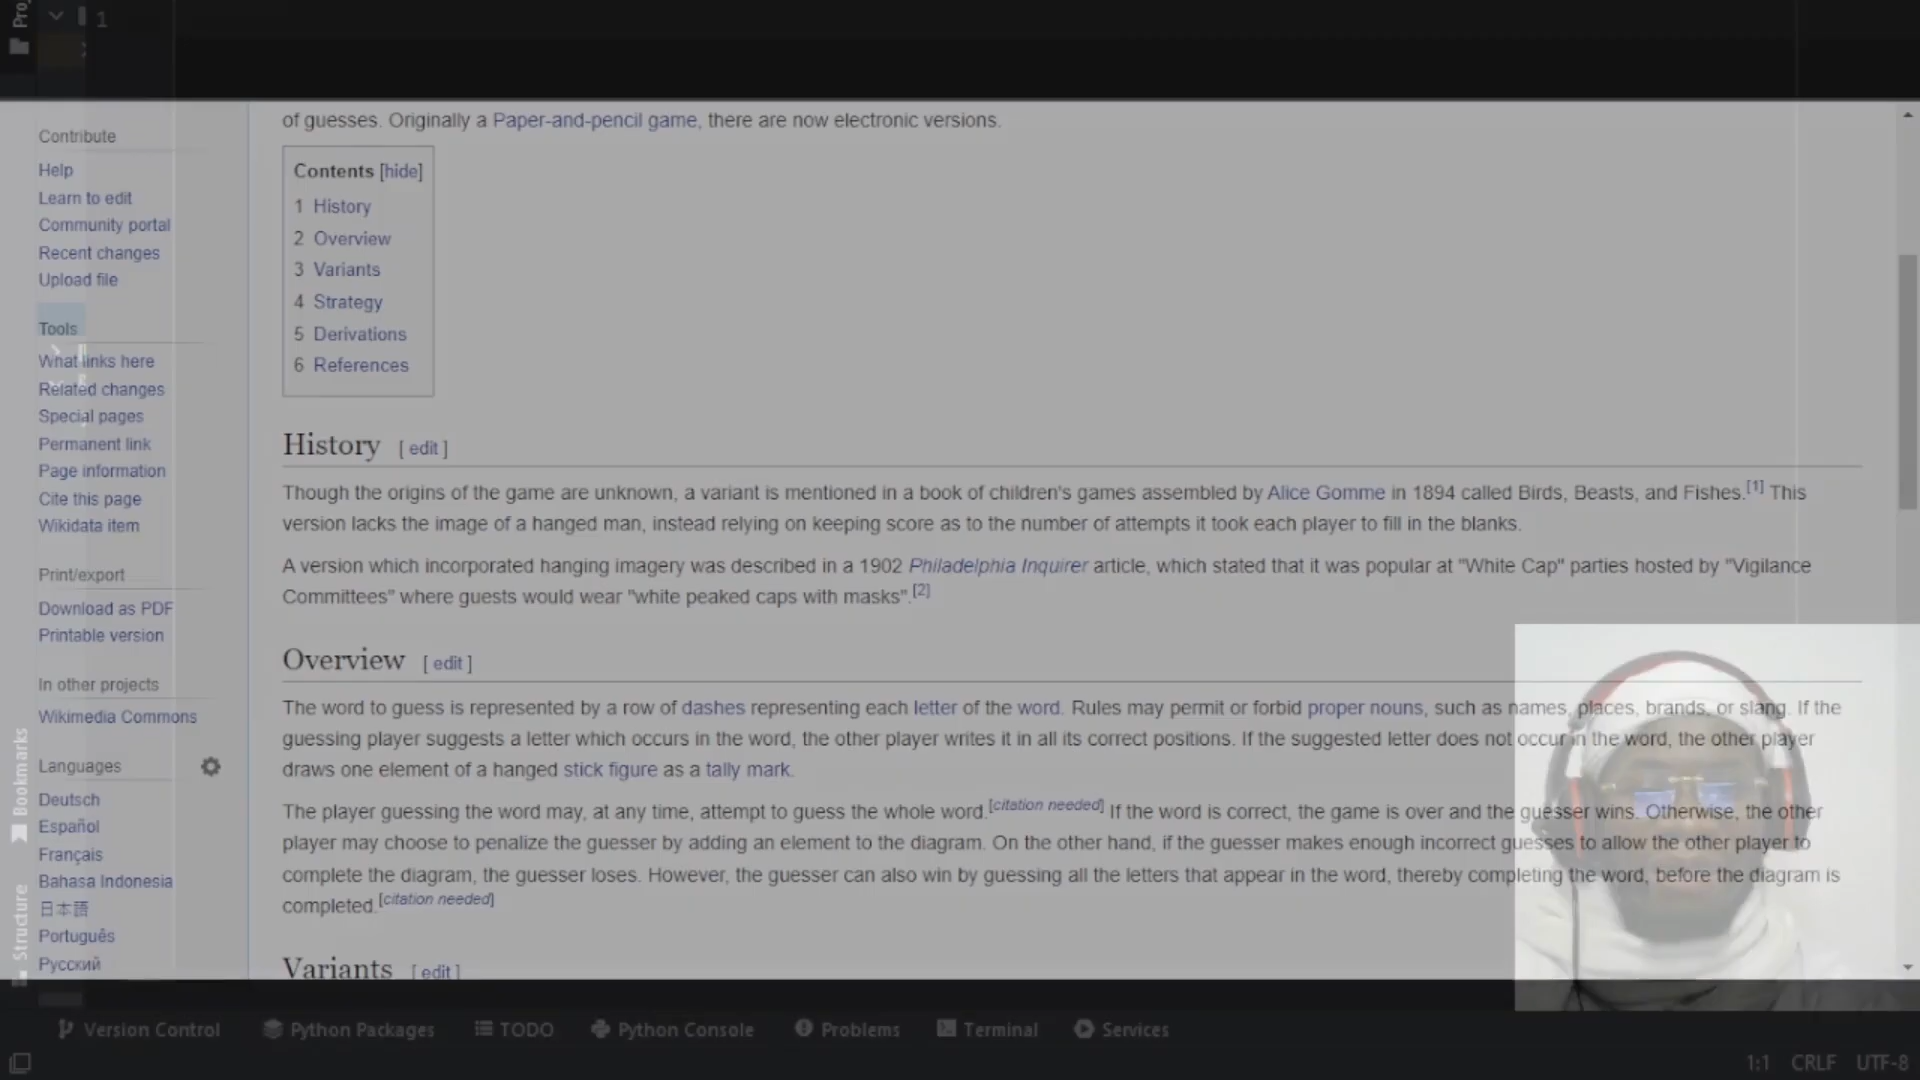 Pro
1
of guesses. Originally a Paper-and-pencil game, there are now electronic versions.
Contribute
Help
Learn to edit
Community portal
Recent changes
Upload file
Tools
What links here
Related changes
Special pages
Permanent link
Page information
Cite this page
Wikidata item
Print/export
Download as PDF
Printable version
In other projects
Wikimedia Commons
Languages
Deutsch
Español
Français
Bahasa Indonesia
日本語
Português
Русский
Contents [hide]
1 History
2 Overview
3 Variants
4 Strategy
5 Derivations
6 References
History [ edit ]
Though the origins of the game are unknown, a variant is mentioned in a book of children's games assembled by Alice Gomme in 1894 called Birds, Beasts, and Fishes.[1] This
version lacks the image of a hanged man, instead relying on keeping score as to the number of attempts it took each player to fill in the blanks.
A version which incorporated hanging imagery was described in a 1902 Philadelphia Inquirer article, which stated that it was popular at "White Cap" parties hosted by "Vigilance
Committees" where guests would wear "white peaked caps with masks".[2]
Overview [ edit ]
The word to guess is represented by a row of dashes representing each letter of the word. Rules may permit or forbid proper nouns, such as names, places, brands, or slang. If the
guessing player suggests a letter which occurs in the word, the other player writes it in all its correct positions. If the suggested letter does not occur in the word, the other player
draws one element of a hanged stick figure as a tally mark.
The player guessing the word may, at any time, attempt to guess the whole word.[citation needed] If the word is correct, the game is over and the guesser wins. Otherwise, the other
player may choose to penalize the guesser by adding an element to the diagram. On the other hand, if the guesser makes enough incorrect guesses to allow the other player to
complete the diagram, the guesser loses. However, the guesser can also win by guessing all the letters that appear in the word, thereby completing the word, before the diagram is
completed.[citation needed]
Variants [ edit ]
Bookmarks
Structure
Version Control
Python Packages
TODO
Python Console
Problems
Terminal
Services
1:1 CRLF UTF-8